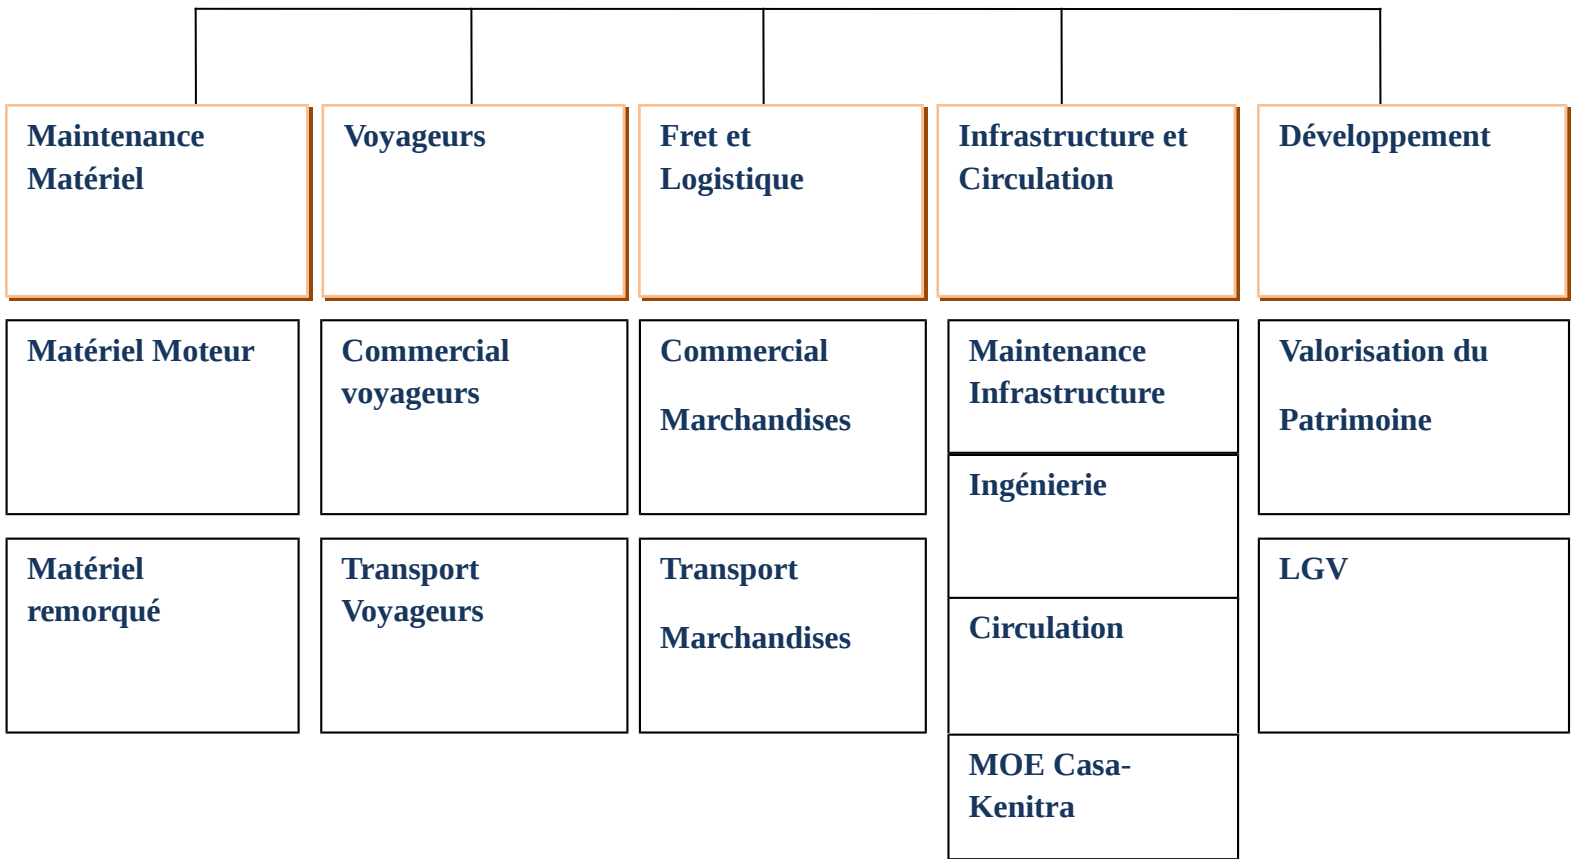 Maintenance
Matériel
Voyageurs
Fret et
Logistique
Infrastructure et
Circulation
Développement
Matériel Moteur
Commercial
voyageurs
Commercial
Marchandises
Maintenance
Infrastructure
Valorisation du
Patrimoine
Ingénierie
Matériel
remorqué
Transport
Voyageurs
Transport
Marchandises
Circulation
LGV
MOE Casa-
Kenitra